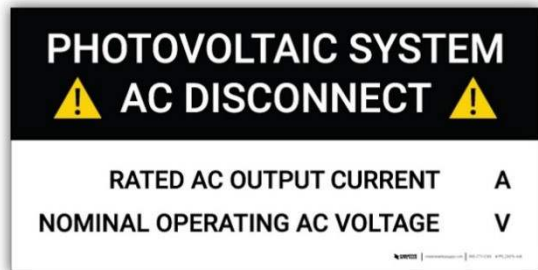 PHOTOVOLTAIC SYSTEM
! AC DISCONNECT !
RATED AC OUTPUT CURRENT A
NOMINAL OPERATING AC VOLTAGE V